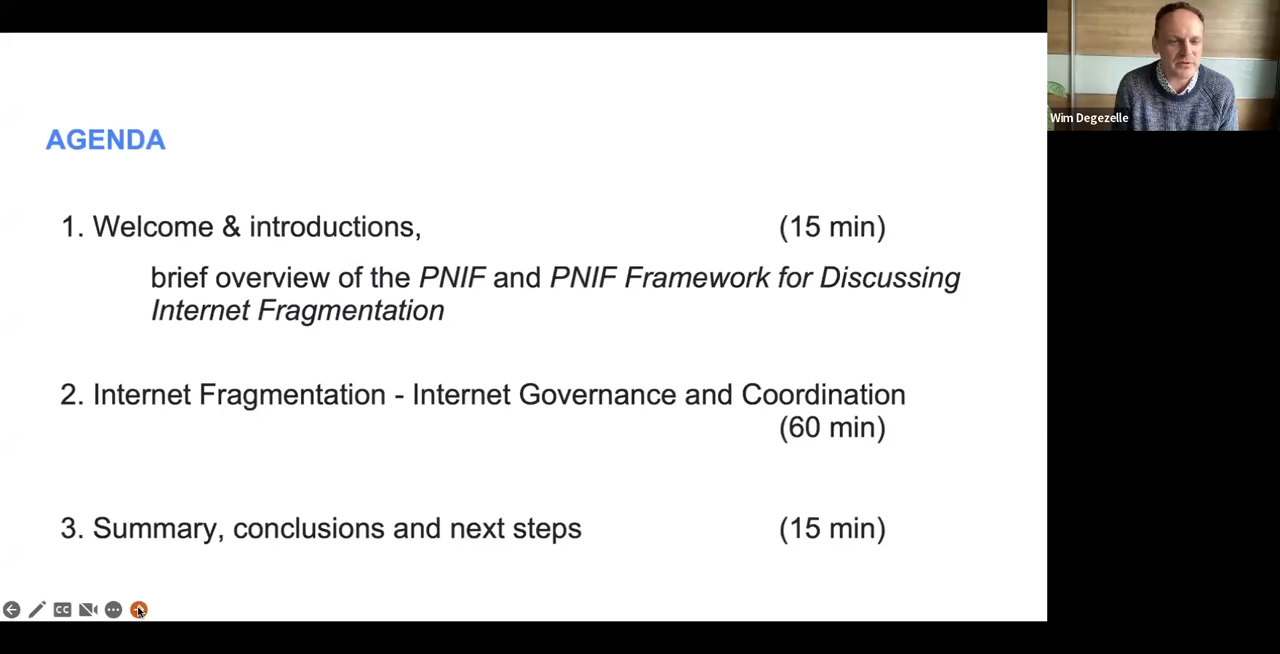 AGENDA
1. Welcome & introductions, (15 min)
brief overview of the PNIF and PNIF Framework for Discussing
Internet Fragmentation
2. Internet Fragmentation - Internet Governance and Coordination
(60 min)
3. Summary, conclusions and next steps (15 min)
CC
Wim Degezelle